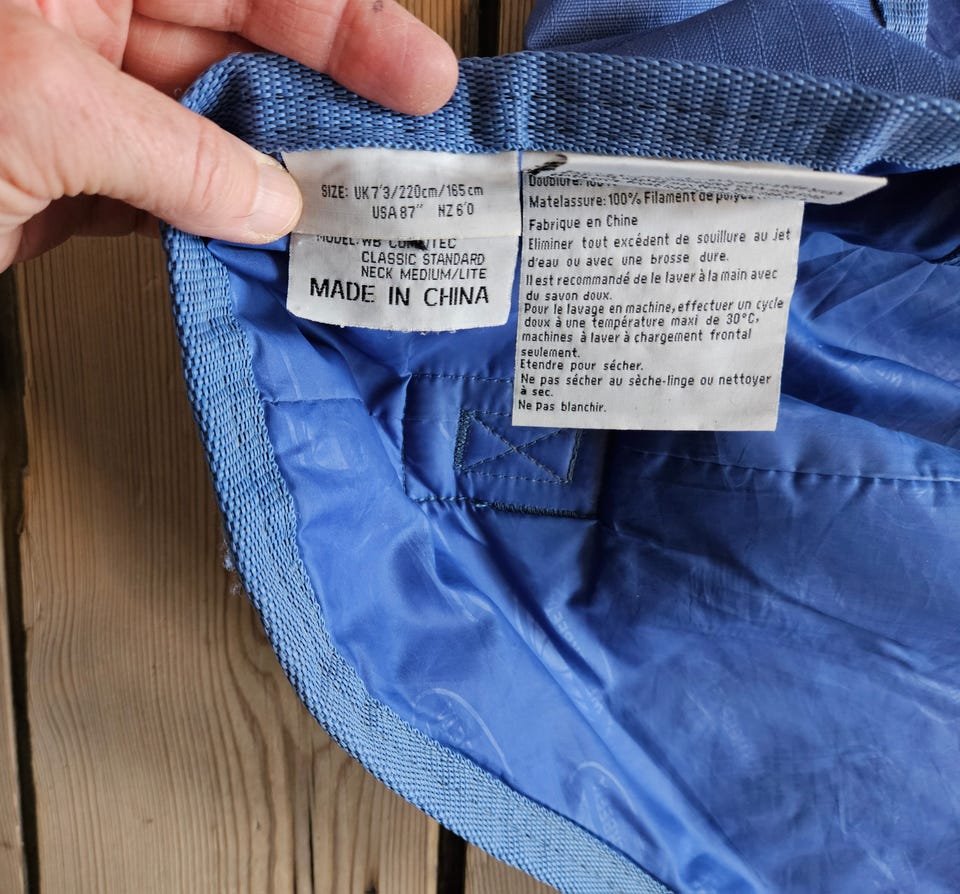 SIZE: UK 7'3/220cm/165cm
USA 87" NZ 6'0
MODEL: WB COMBITEC
CLASSIC STANDARD
NECK MEDIUM/LITE
MADE IN CHINA
Doublure: 100%
Matelassure: 100% Filament de
Fabrique en Chine
Eliminer tout excédent de souillure au jet
d'eau ou avec une brosse dure.
Il est recommandé de le laver à la main avec
du savon doux.
Pour le lavage en machine, effectuer un cycle
doux à une température maxi de 30°C,
machines à laver à chargement frontal
seulement.
Etendre pour sécher.
Ne pas sécher au sèche-linge ou nettoyer
à sec.
Ne pas blanchir.